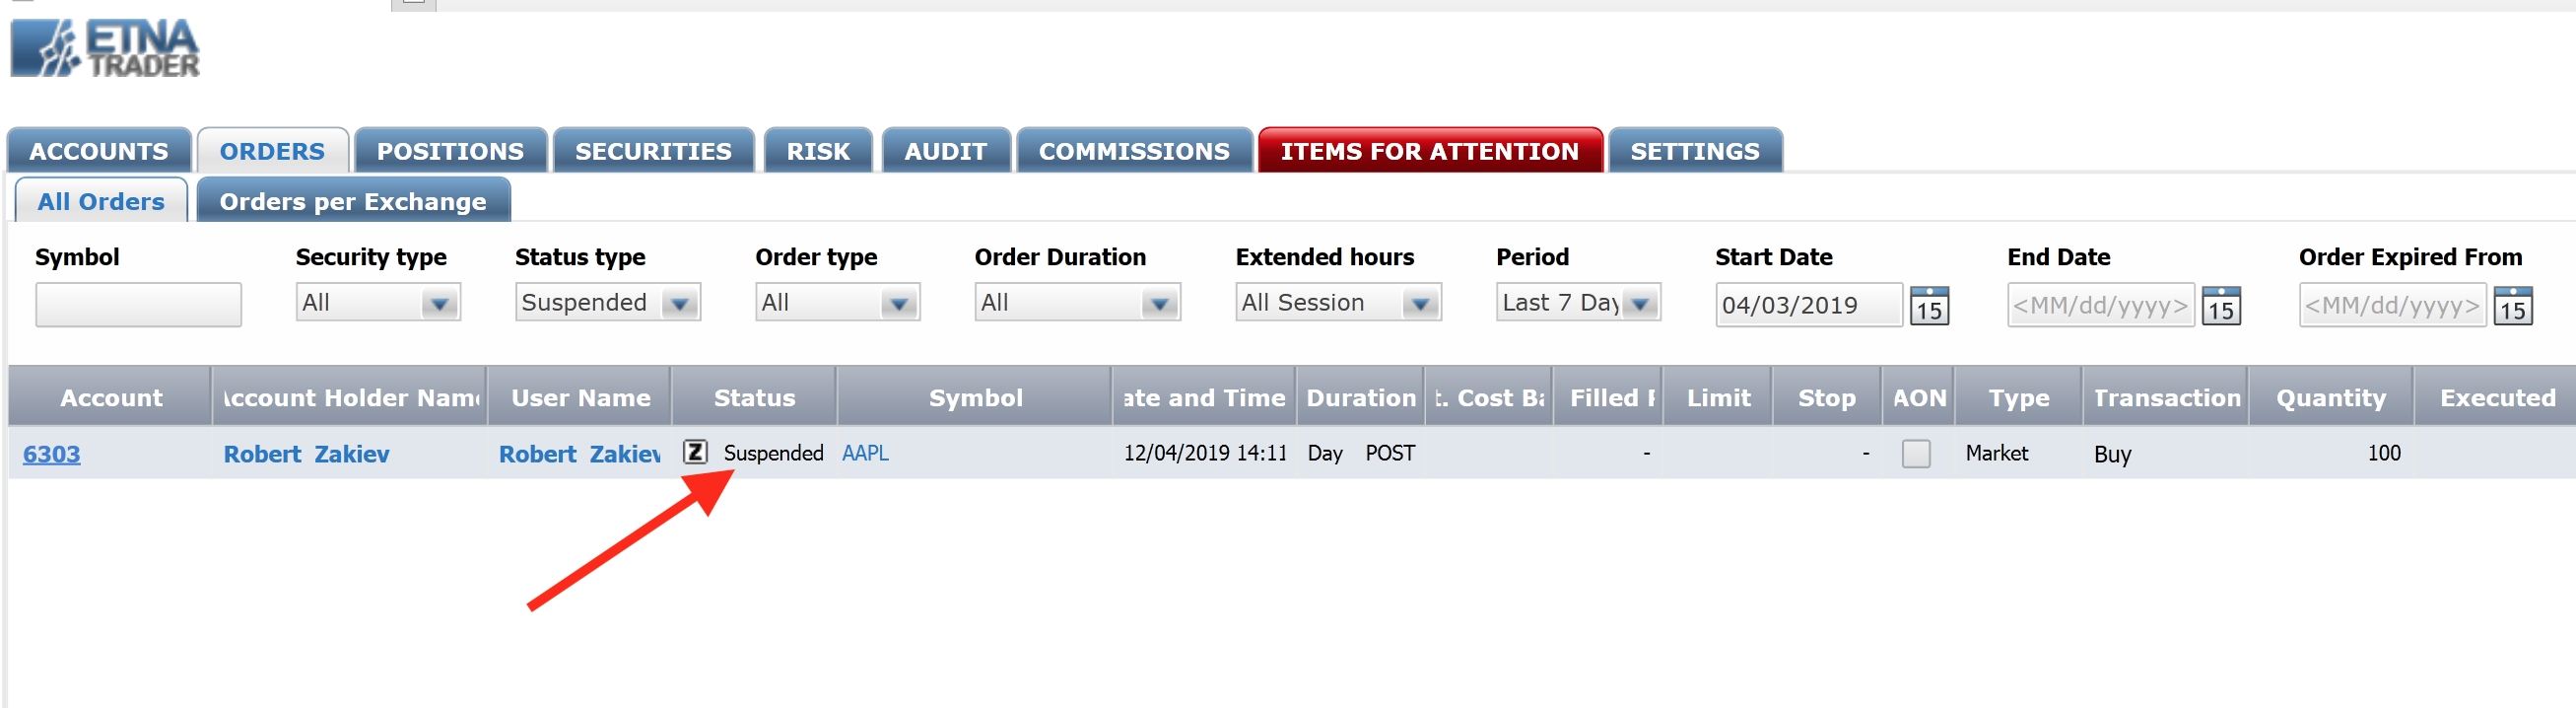 ETNA
TRADER
ACCOUNTS ORDERS POSITIONS SECURITIES RISK AUDIT COMMISSIONS ITEMS FOR ATTENTION SETTINGS
All Orders Orders per Exchange
Symbol Security type Status type Order type Order Duration Extended hours Period Start Date End Date Order Expired From
All Suspended All All All Session Last 7 Day 04/03/2019 15 <MM/dd/yyyy> 15 <MM/dd/yyyy> 15
Account Account Holder Name User Name Status Symbol ate and Time Duration t. Cost Ba Filled P Limit Stop AON Type Transaction Quantity Executed
6303 Robert Zakiev Robert Zakiev Z Suspended AAPL 12/04/2019 14:11 Day POST - - Market Buy 100